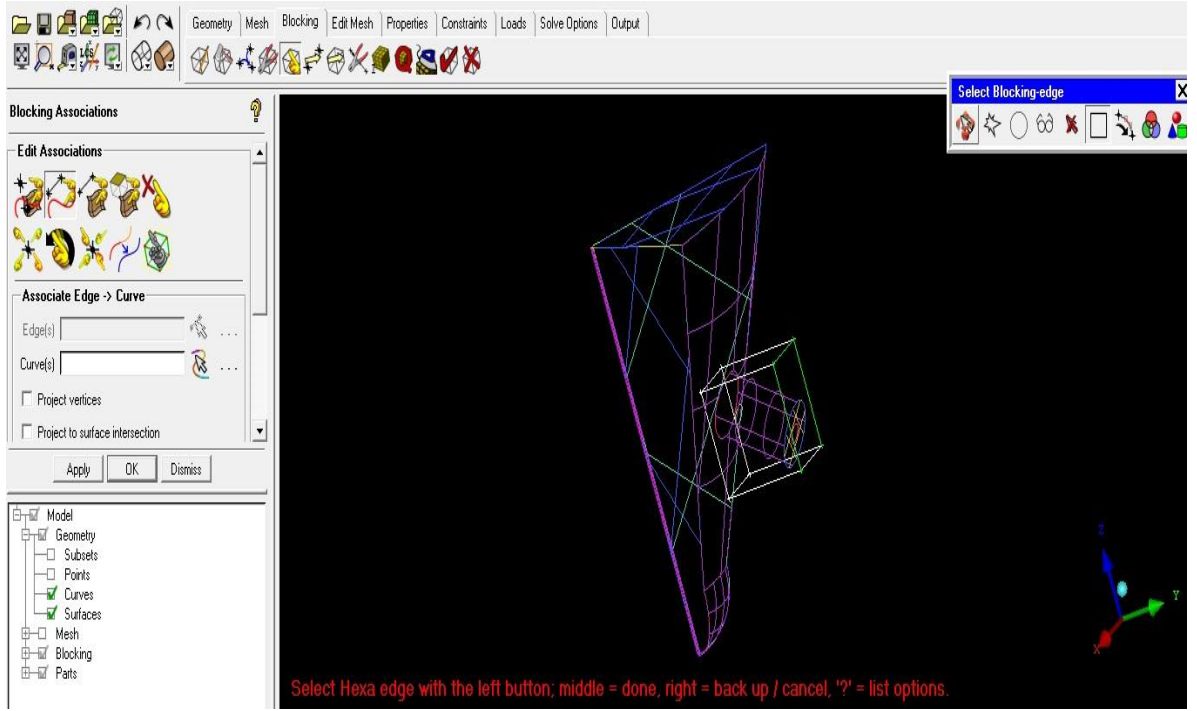 Geometry Mesh Blocking Edit Mesh Properties Constraints Loads Solve Options Output
Select Blocking-edge
Blocking Associations
Edit Associations
Associate Edge -> Curve
Edge(s)
Curve(s)
Project vertices
Project to surface intersection
Apply OK Dismiss
Model
Geometry
Subsets
Points
Curves
Surfaces
Mesh
Blocking
Parts
Z
Y
X
Select Hexa edge with the left button; middle = done, right = back up / cancel, '?' = list options.